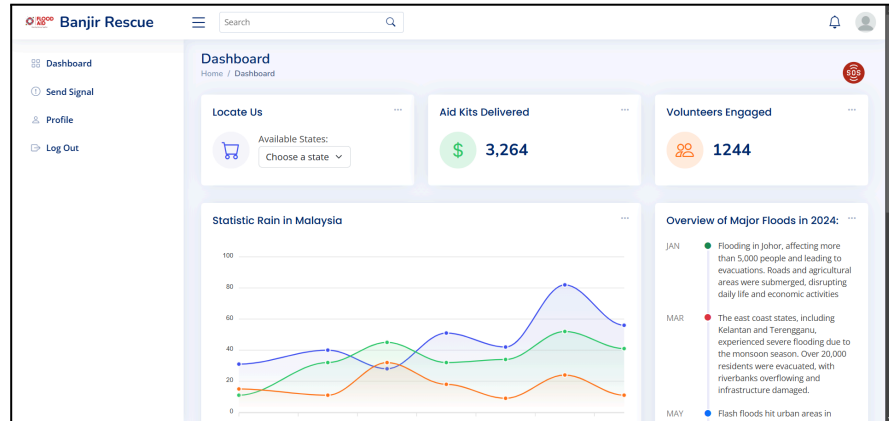 FLOOD
AID
Banjir Rescue
Search
Dashboard
Send Signal
Profile
Log Out
Dashboard
Home / Dashboard
SOS
Locate Us
Available States:
Choose a state
Aid Kits Delivered
$
3,264
Volunteers Engaged
1244
Statistic Rain in Malaysia
100
80
60
40
20
0
Overview of Major Floods in 2024:
JAN
Flooding in Johor, affecting more
than 5,000 people and leading to
evacuations. Roads and agricultural
areas were submerged, disrupting
daily life and economic activities
MAR
The east coast states, including
Kelantan and Terengganu,
experienced severe flooding due to
the monsoon season. Over 20,000
residents were evacuated, with
riverbanks overflowing and
infrastructure damaged.
MAY
Flash floods hit urban areas in